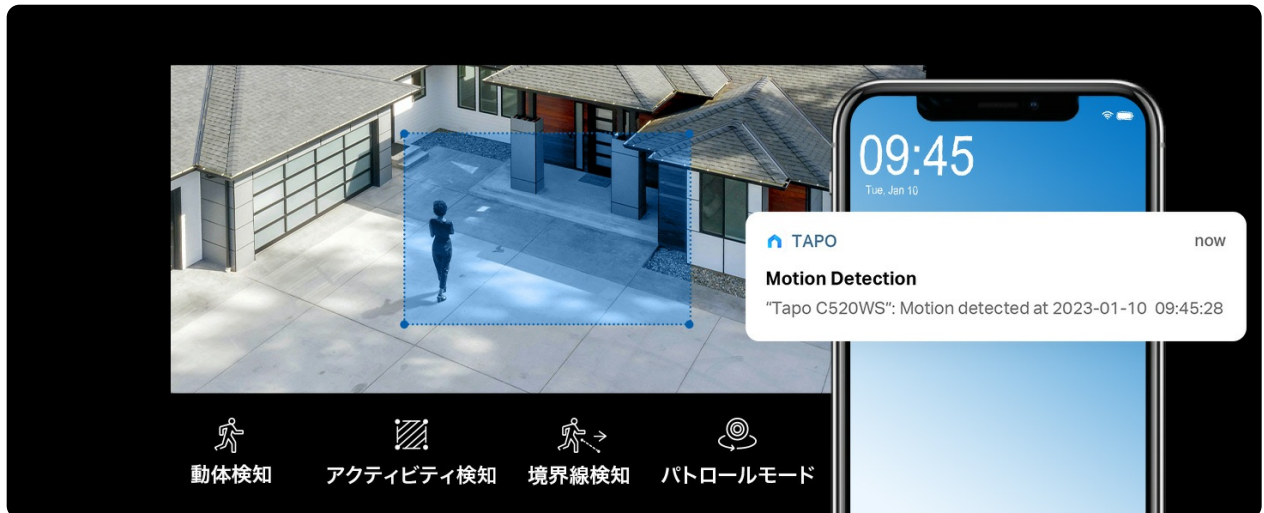 09:45
Tue, Jan 10
TAPO
now
Motion Detection
“Tapo C520WS”: Motion detected at 2023-01-10 09:45:28
動体検知
アクティビティ検知
境界線検知
パトロールモード